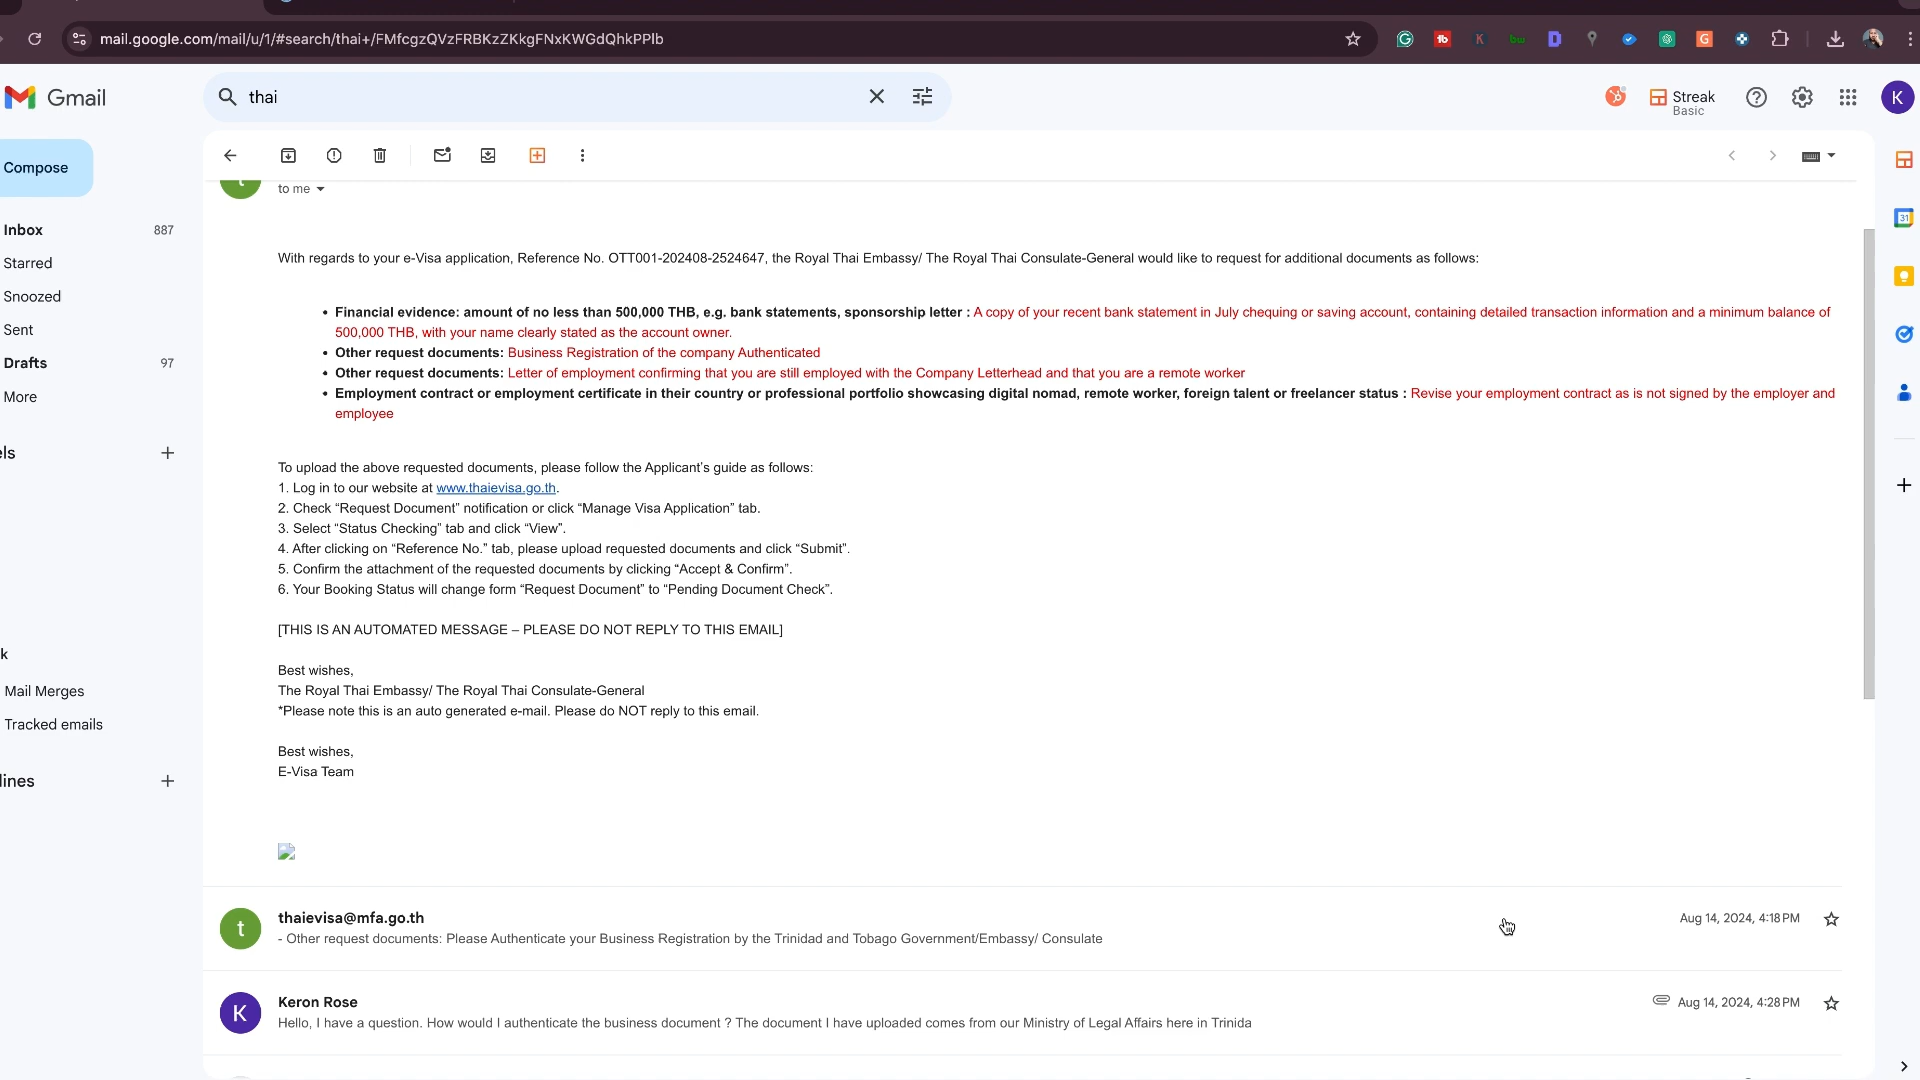 mail.google.com/mail/u/1/#search/thai+/FMfcgzQVzFRBKzZKkgFNxKWGdQhkPPlb
Gmail
thai
Streak
Basic
K
Compose
to me
Inbox 887
Starred
Snoozed
Sent
Drafts 97
More
els
k
Mail Merges
Tracked emails
lines
With regards to your e-Visa application, Reference No. OTT001-202408-2524647, the Royal Thai Embassy/ The Royal Thai Consulate-General would like to request for additional documents as follows:
• Financial evidence: amount of no less than 500,000 THB, e.g. bank statements, sponsorship letter : A copy of your recent bank statement in July chequing or saving account, containing detailed transaction information and a minimum balance of
500,000 THB, with your name clearly stated as the account owner.
• Other request documents: Business Registration of the company Authenticated
• Other request documents: Letter of employment confirming that you are still employed with the Company Letterhead and that you are a remote worker
• Employment contract or employment certificate in their country or professional portfolio showcasing digital nomad, remote worker, foreign talent or freelancer status : Revise your employment contract as is not signed by the employer and
employee
To upload the above requested documents, please follow the Applicant's guide as follows:
1. Log in to our website at www.thaievisa.go.th.
2. Check “Request Document” notification or click “Manage Visa Application” tab.
3. Select “Status Checking” tab and click “View”.
4. After clicking on “Reference No.” tab, please upload requested documents and click “Submit”.
5. Confirm the attachment of the requested documents by clicking “Accept & Confirm”.
6. Your Booking Status will change form “Request Document” to “Pending Document Check”.
[THIS IS AN AUTOMATED MESSAGE – PLEASE DO NOT REPLY TO THIS EMAIL]
Best wishes,
The Royal Thai Embassy/ The Royal Thai Consulate-General
*Please note this is an auto generated e-mail. Please do NOT reply to this email.
Best wishes,
E-Visa Team
t
thaievisa@mfa.go.th Aug 14, 2024, 4:18 PM
- Other request documents: Please Authenticate your Business Registration by the Trinidad and Tobago Government/Embassy/ Consulate
K
Keron Rose Aug 14, 2024, 4:28 PM
Hello, I have a question. How would I authenticate the business document ? The document I have uploaded comes from our Ministry of Legal Affairs here in Trinida